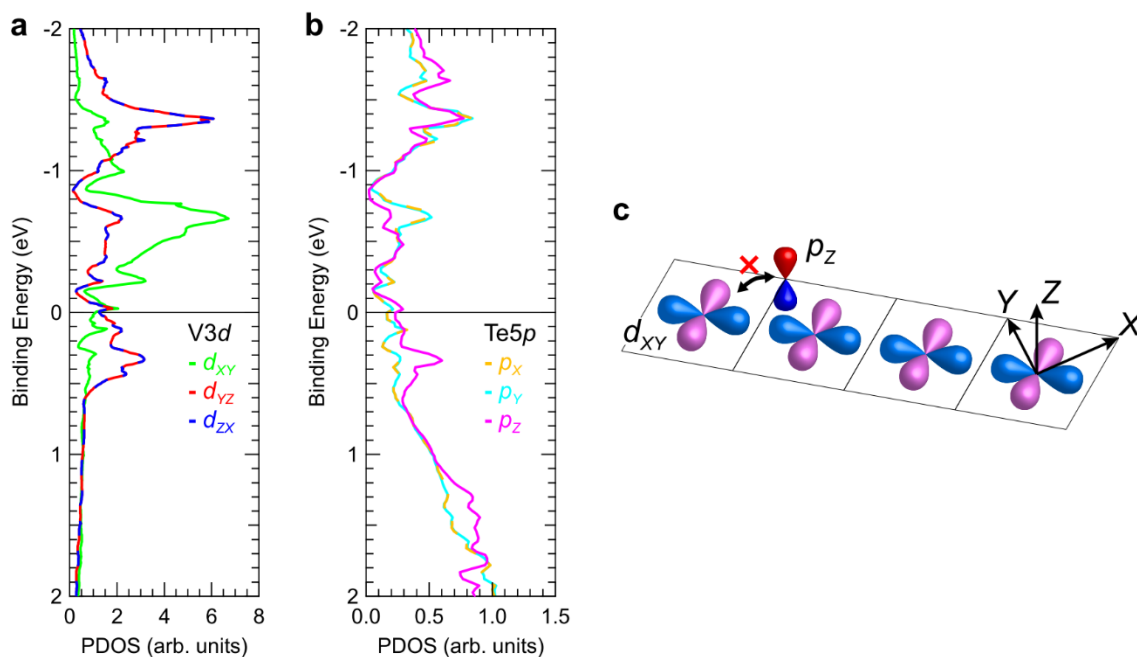 a
b
-2
-1
0
1
2
Binding Energy (eV)
V3d
dXY
dYZ
dZX
0 2 4 6 8
PDOS (arb. units)
-2
-1
0
1
2
Binding Energy (eV)
Te5p
pX
pY
pZ
0.0 0.5 1.0 1.5
PDOS (arb. units)
c
pZ
dXY
Y
Z
X